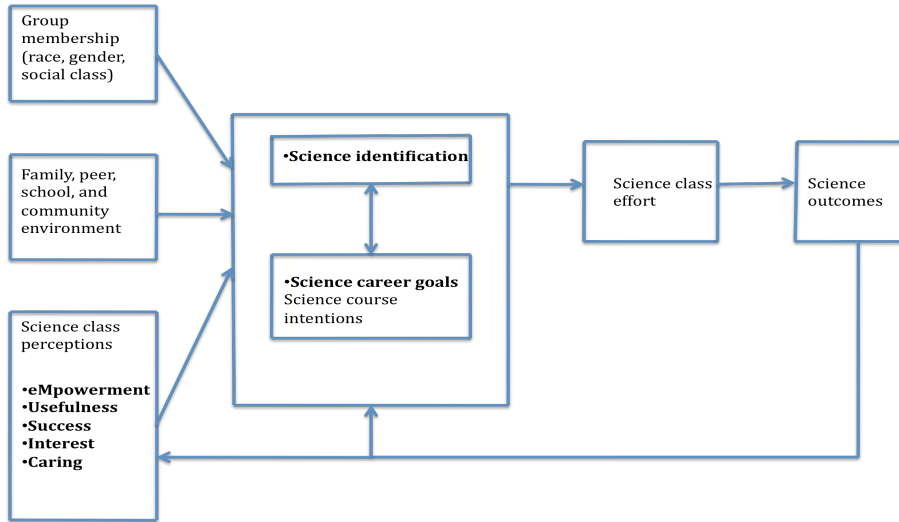 Group
membership
(race, gender,
social class)
Family, peer,
school, and
community
environment
Science class
perceptions
•eMpowerment
•Usefulness
•Success
•Interest
•Caring
•Science identification
•Science career goals
Science course
intentions
Science class
effort
Science
outcomes